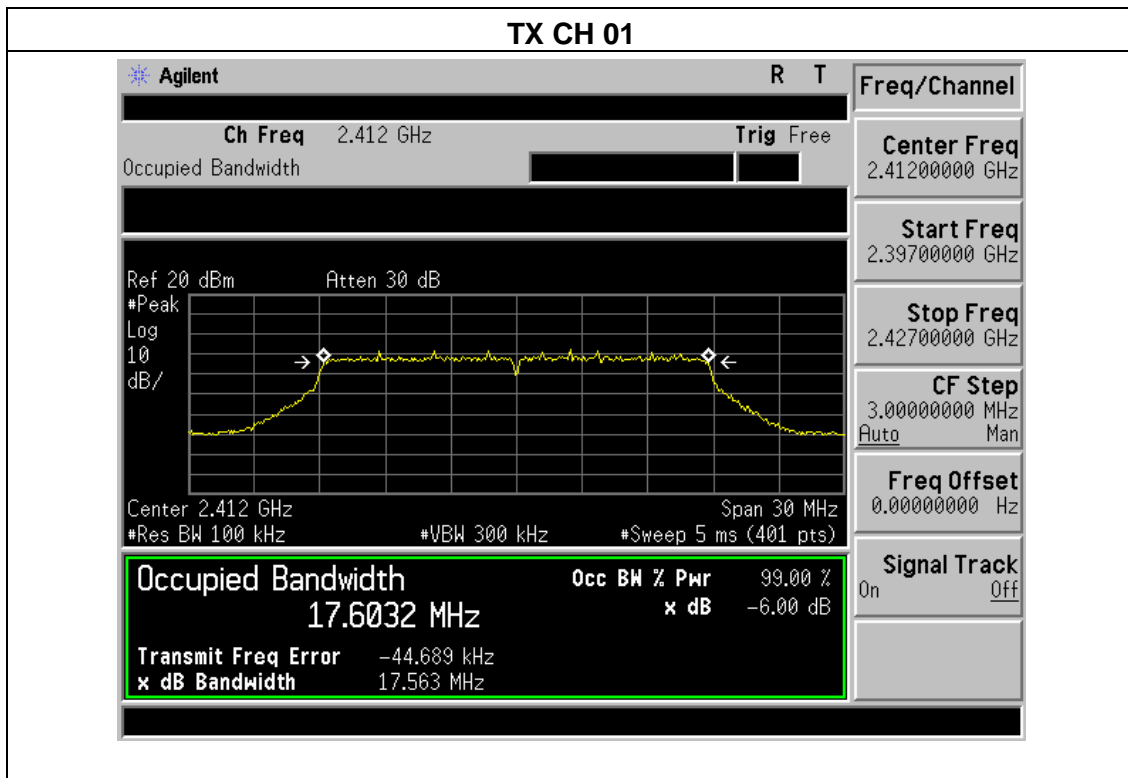 TX CH 01
Agilent R T
Ch Freq 2.412 GHz Trig Free
Occupied Bandwidth
Ref 20 dBm Atten 30 dB
#Peak
Log
10
dB/
Center 2.412 GHz Span 30 MHz
#Res BW 100 kHz #VBW 300 kHz #Sweep 5 ms (401 pts)
Occupied Bandwidth Occ BW % Pwr 99.00 %
17.6032 MHz x dB -6.00 dB
Transmit Freq Error -44.689 kHz
x dB Bandwidth 17.563 MHz
Freq/Channel
Center Freq
2.41200000 GHz
Start Freq
2.39700000 GHz
Stop Freq
2.42700000 GHz
CF Step
3.00000000 MHz
Auto Man
Freq Offset
0.00000000 Hz
Signal Track
On Off